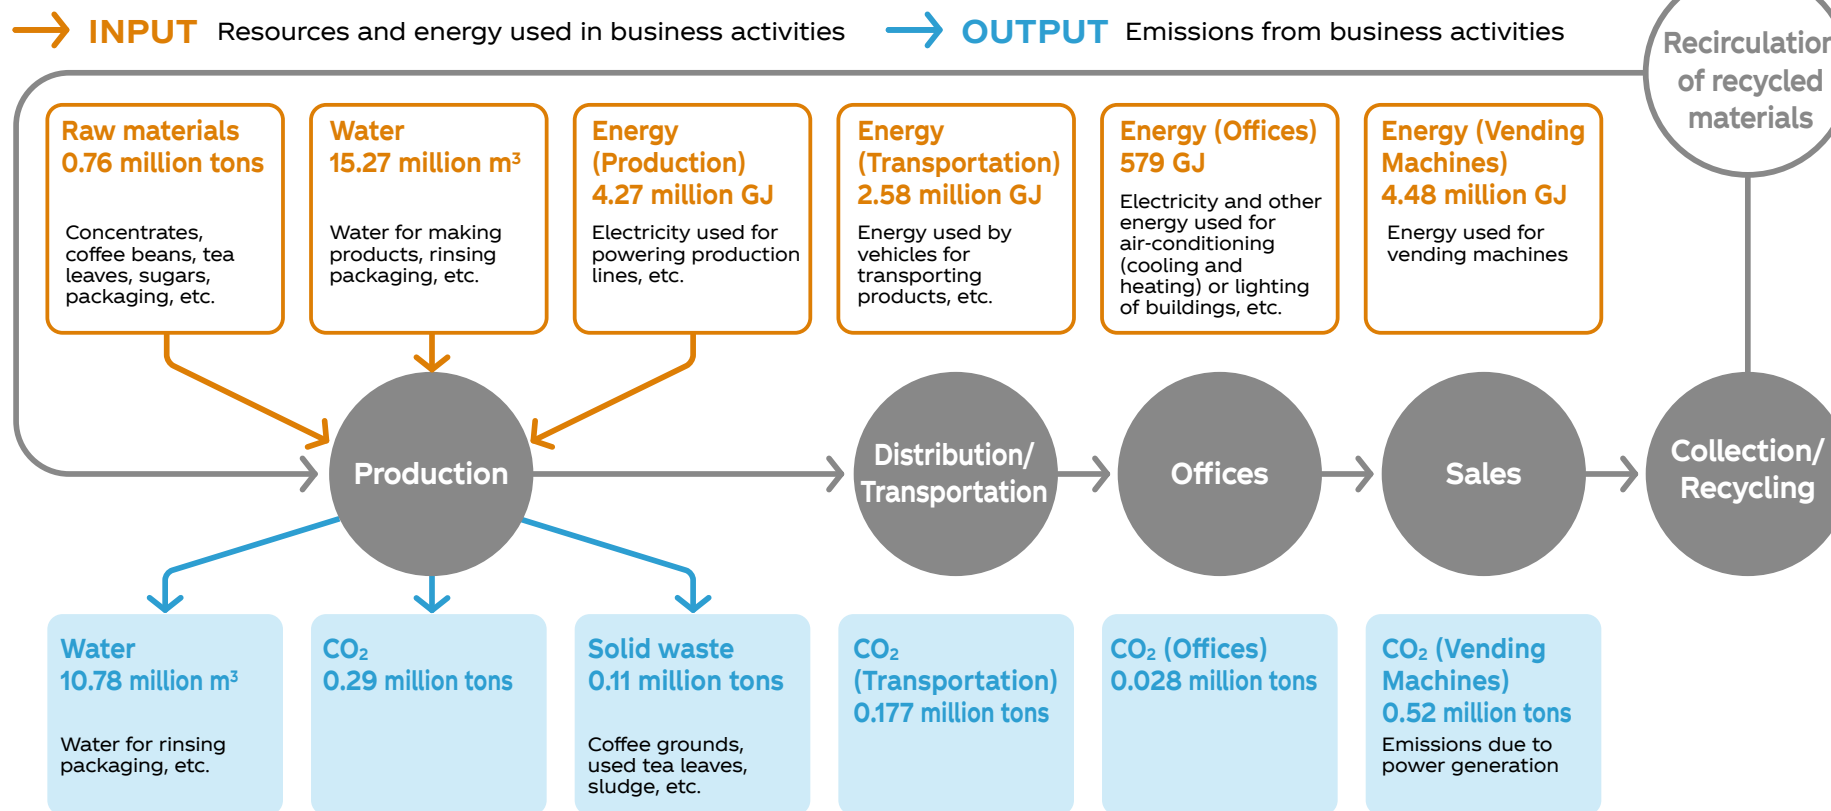 INPUT Resources and energy used in business activities
OUTPUT Emissions from business activities
Recirculation
of recycled
materials
Raw materials
0.76 million tons
Concentrates,
coffee beans, tea
leaves, sugars,
packaging, etc.
Water
15.27 million m³
Water for making
products, rinsing
packaging, etc.
Energy
(Production)
4.27 million GJ
Electricity used for
powering production
lines, etc.
Energy
(Transportation)
2.58 million GJ
Energy used by
vehicles for
transporting
products, etc.
Energy (Offices)
579 GJ
Electricity and other
energy used for
air-conditioning
(cooling and
heating) or lighting
of buildings, etc.
Energy (Vending
Machines)
4.48 million GJ
Energy used for
vending machines
Production
Distribution/
Transportation
Offices
Sales
Collection/
Recycling
Water
10.78 million m³
Water for rinsing
packaging, etc.
CO₂
0.29 million tons
Solid waste
0.11 million tons
Coffee grounds,
used tea leaves,
sludge, etc.
CO₂
(Transportation)
0.177 million tons
CO₂ (Offices)
0.028 million tons
CO₂ (Vending
Machines)
0.52 million tons
Emissions due to
power generation